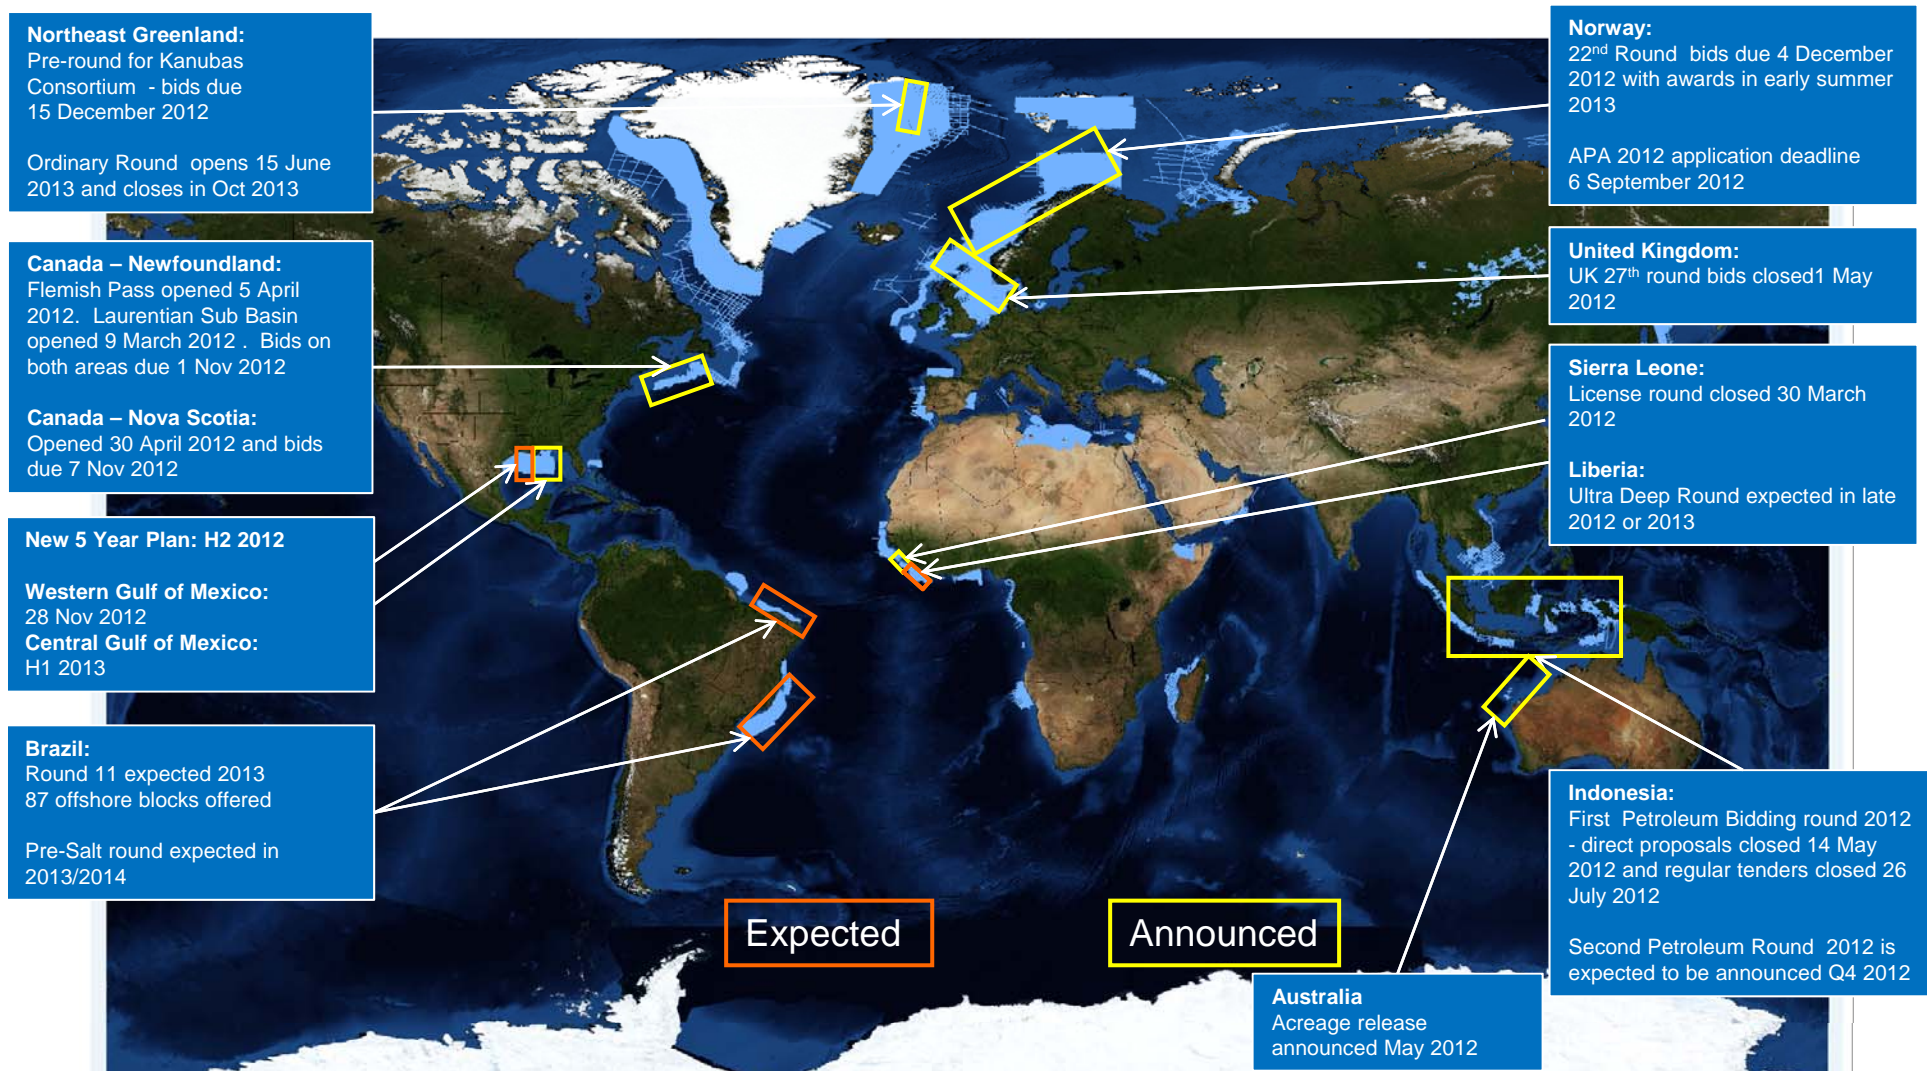 Northeast Greenland:
Pre-round for Kanubas
Consortium - bids due
15 December 2012
Ordinary Round opens 15 June
2013 and closes in Oct 2013
Canada – Newfoundland:
Flemish Pass opened 5 April
2012. Laurentian Sub Basin
opened 9 March 2012 . Bids on
both areas due 1 Nov 2012
Canada – Nova Scotia:
Opened 30 April 2012 and bids
due 7 Nov 2012
New 5 Year Plan: H2 2012
Western Gulf of Mexico:
28 Nov 2012
Central Gulf of Mexico:
H1 2013
Brazil:
Round 11 expected 2013
87 offshore blocks offered
Pre-Salt round expected in
2013/2014
Expected
Announced
Norway:
22nd Round bids due 4 December
2012 with awards in early summer
2013
APA 2012 application deadline
6 September 2012
United Kingdom:
UK 27th round bids closed1 May
2012
Sierra Leone:
License round closed 30 March
2012
Liberia:
Ultra Deep Round expected in late
2012 or 2013
Indonesia:
First Petroleum Bidding round 2012
- direct proposals closed 14 May
2012 and regular tenders closed 26
July 2012
Second Petroleum Round 2012 is
expected to be announced Q4 2012
Australia
Acreage release
announced May 2012